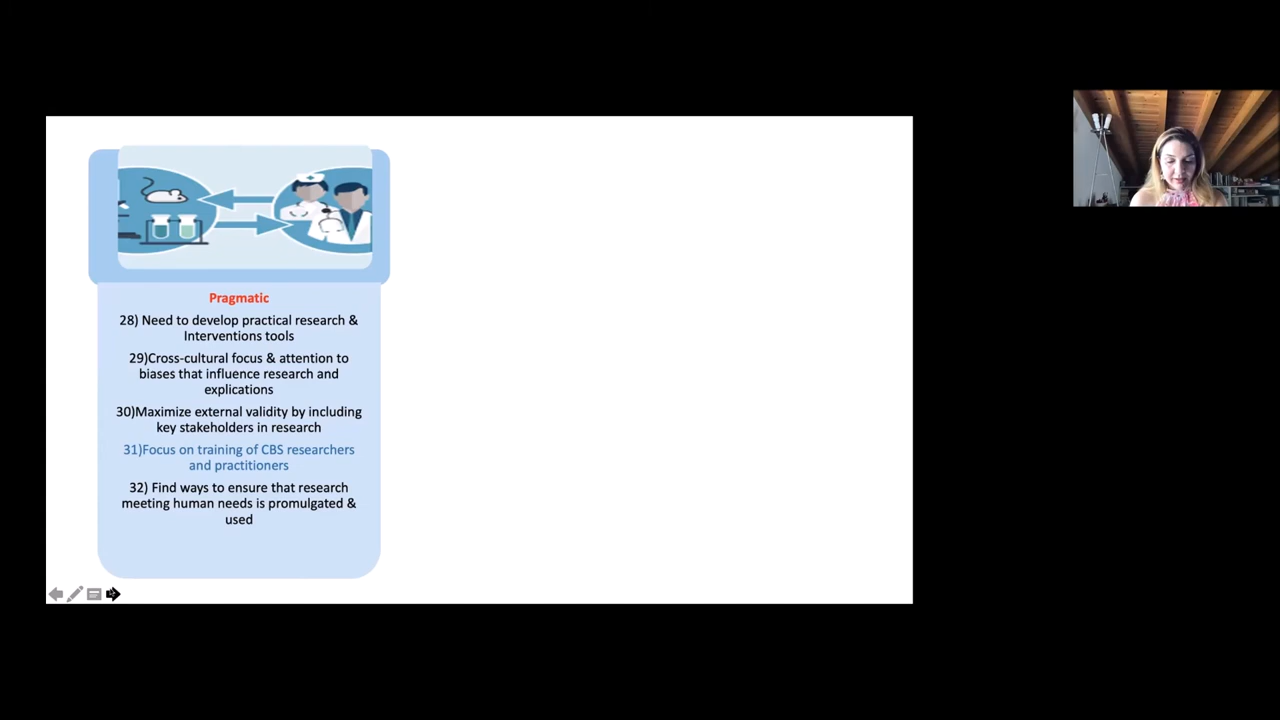 Pragmatic
28) Need to develop practical research &
Interventions tools
29)Cross-cultural focus & attention to
biases that influence research and
explications
30)Maximize external validity by including
key stakeholders in research
31)Focus on training of CBS researchers
and practitioners
32) Find ways to ensure that research
meeting human needs is promulgated &
used